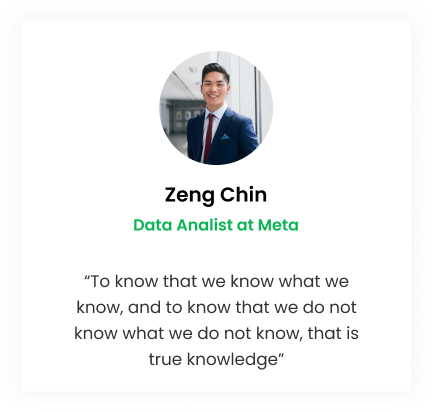 Zeng Chin
Data Analist at Meta
“To know that we know what we
know, and to know that we do not
know what we do not know, that is
true knowledge”